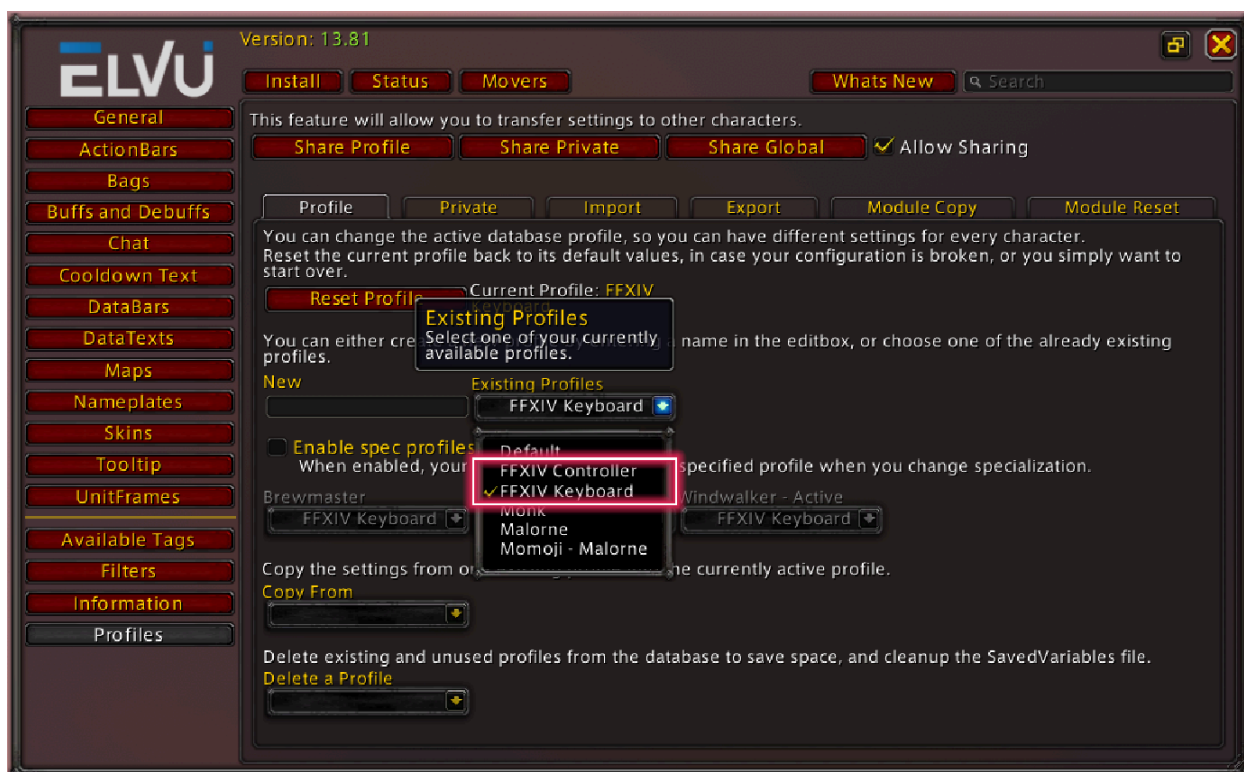 ELVUI
Version: 13.81
Install Status Movers Whats New Search
General
ActionBars
Bags
Buffs and Debuffs
Chat
Cooldown Text
DataBars
DataTexts
Maps
Nameplates
Skins
Tooltip
UnitFrames
Available Tags
Filters
Information
Profiles
This feature will allow you to transfer settings to other characters.
Share Profile Share Private Share Global Allow Sharing
Profile Private Import Export Module Copy Module Reset
You can change the active database profile, so you can have different settings for every character.
Reset the current profile back to its default values, in case your configuration is broken, or you simply want to
start over.
Reset Profile Current Profile: FFXIV
Keyboard
Existing Profiles
Select one of your currently
available profiles.
You can either name in the editbox, or choose one of the already existing
profiles.
New Existing Profiles
FFXIV Keyboard
Default
FFXIV Controller
FFXIV Keyboard
Monk
Malorne
Momoji - Malorne
Enable spec profiles
When enabled, your specified profile when you change specialization.
Brewmaster Windwalker - Active
FFXIV Keyboard FFXIV Keyboard
Copy the settings from currently active profile.
Copy From
Delete existing and unused profiles from the database to save space, and cleanup the SavedVariables file.
Delete a Profile